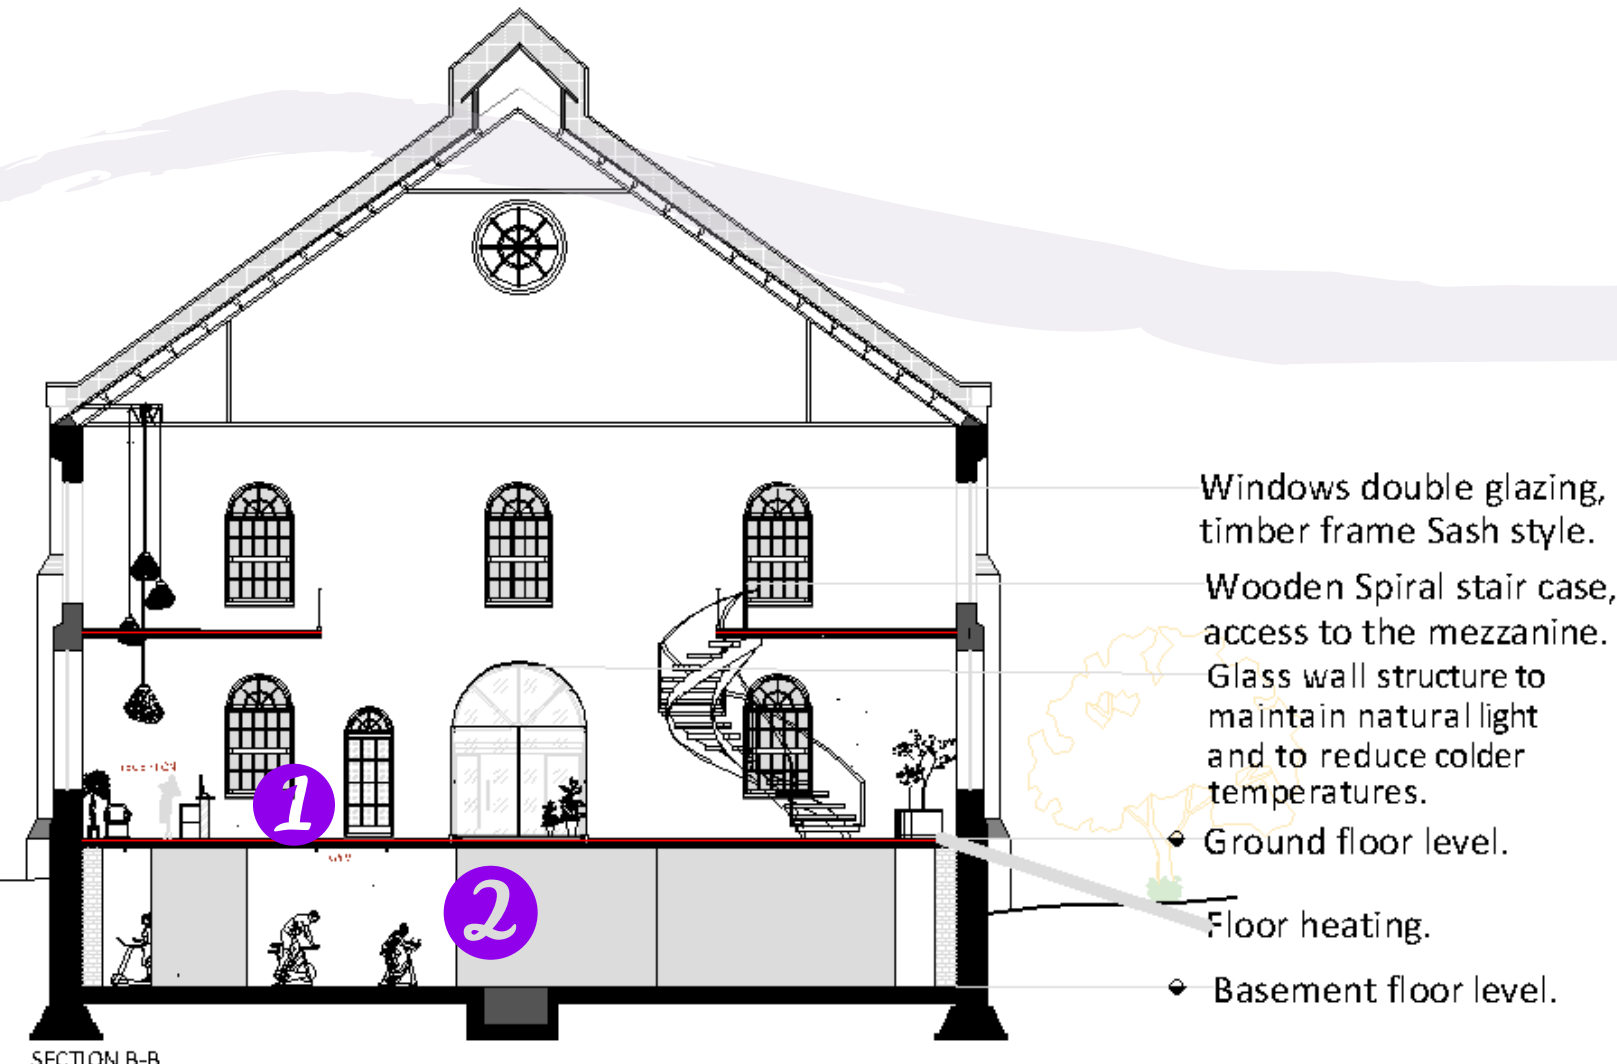 Windows double glazing,
timber frame Sash style.
Wooden Spiral stair case,
access to the mezzanine.
Glass wall structure to
maintain natural light
and to reduce colder
temperatures.
RECEPTION
1
Ground floor level.
GYM
2
Floor heating.
Basement floor level.
SECTION B-B